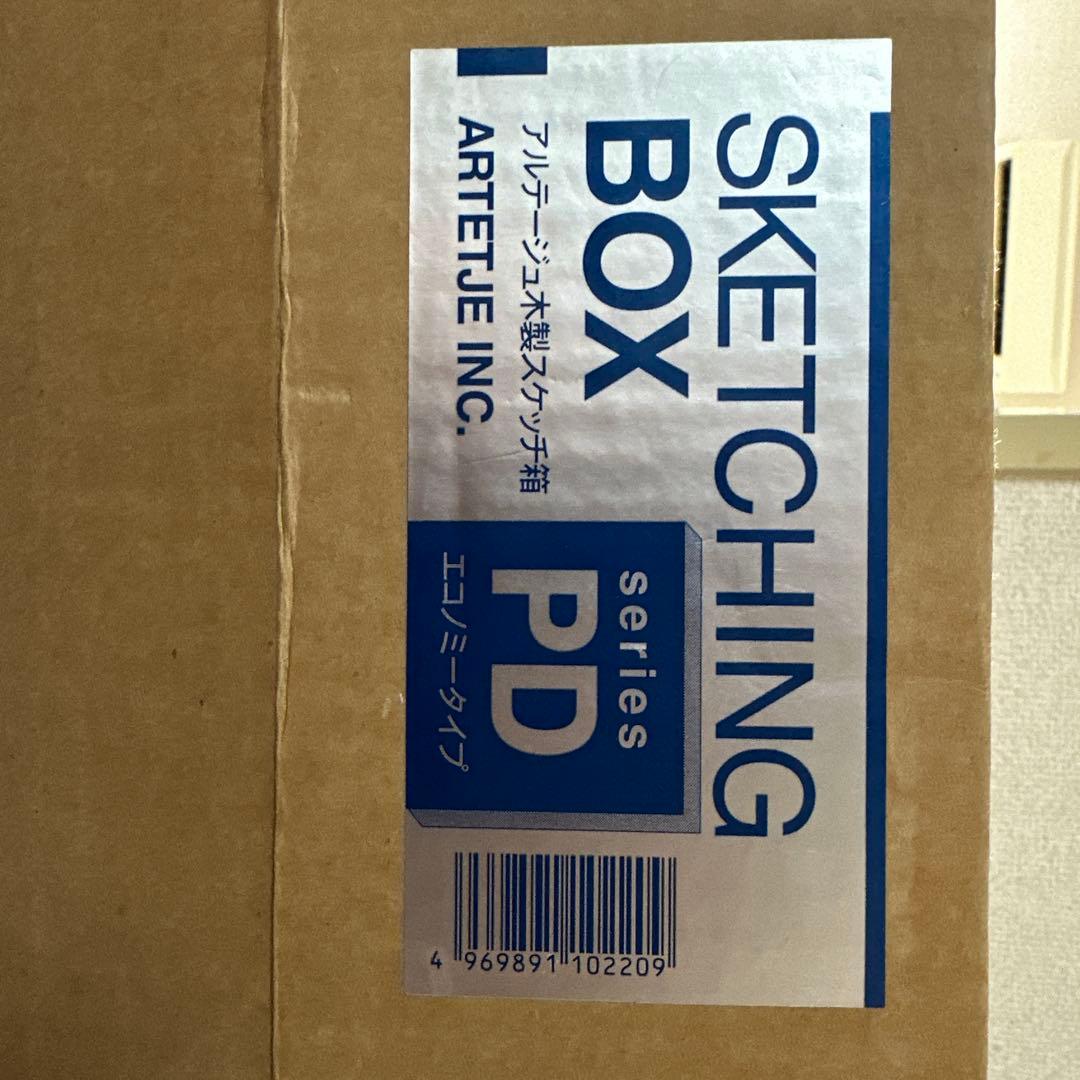 SKETCHING
BOX
アルテージュ木製スケッチ箱
ARTETJE INC.
series
PD
エコノミータイプ
4 969891 102209